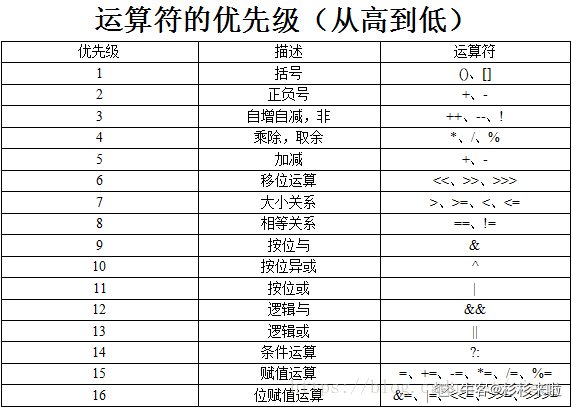 运算符的优先级（从高到低）
优先级 描述 运算符
1 括号 ()、[]
2 正负号 +、-
3 自增自减，非 ++、--、!
4 乘除，取余 *、/、%
5 加减 +、-
6 移位运算 <<、>>、>>>
7 大小关系 >、>=、<、<=
8 相等关系 ==、!=
9 按位与 &
10 按位异或 ^
11 按位或 |
12 逻辑与 &&
13 逻辑或 ||
14 条件运算 ?:
15 赋值运算 =、+=、-=、*=、/=、%=
16 位赋值运算 &=、|=、<<=、>>=、>>>=
https://blog.
牛客@杉杉来啦